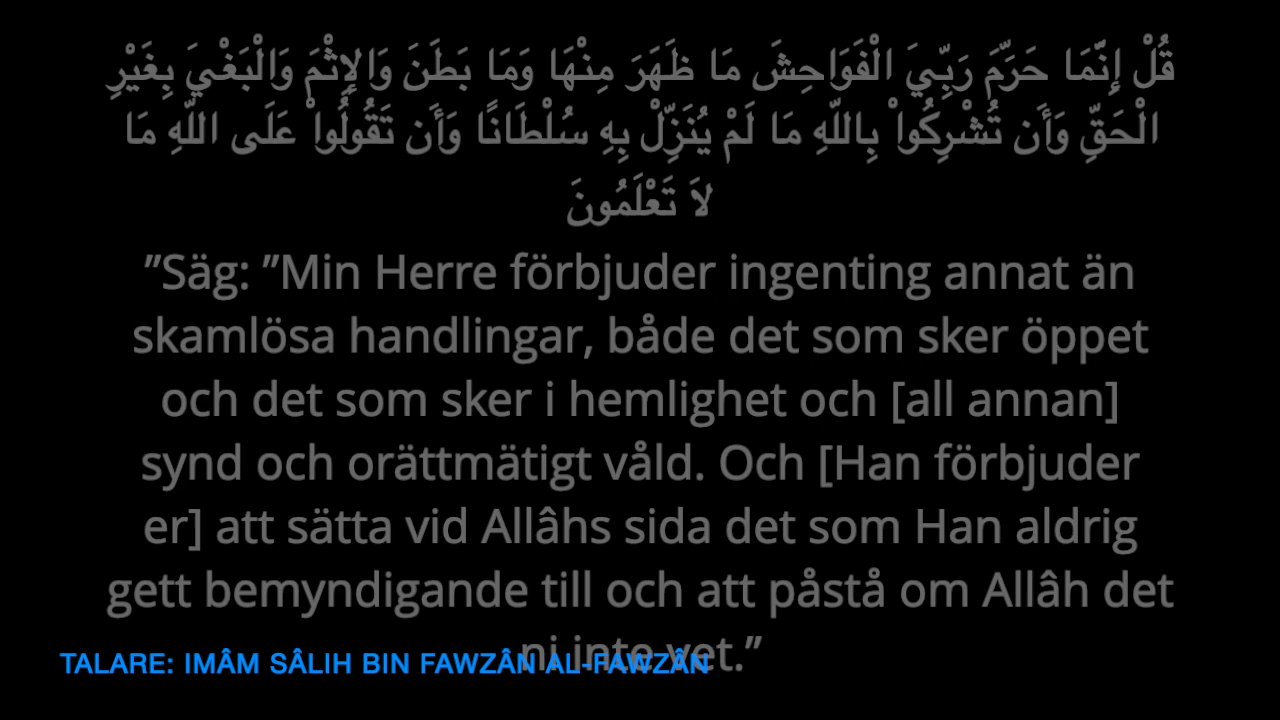 قُلْ إِنَّمَا حَرَّمَ رَبِّيَ الْفَوَاحِشَ مَا ظَهَرَ مِنْهَا وَمَا بَطَنَ وَالإِثْمَ وَالْبَغْيَ بِغَيْرِ
الْحَقِّ وَأَن تُشْرِكُواْ بِاللّهِ مَا لَمْ يُنَزِّلْ بِهِ سُلْطَانًا وَأَن تَقُولُواْ عَلَى اللّهِ مَا
لاَ تَعْلَمُونَ
”Säg: ”Min Herre förbjuder ingenting annat än
skamlösa handlingar, både det som sker öppet
och det som sker i hemlighet och [all annan]
synd och orättmätigt våld. Och [Han förbjuder
er] att sätta vid Allâhs sida det som Han aldrig
gett bemyndigande till och att påstå om Allâh det
ni inte vet.”
TALARE: IMÂM SÂLIH BIN FAWZÂN AL-FAWZÂN